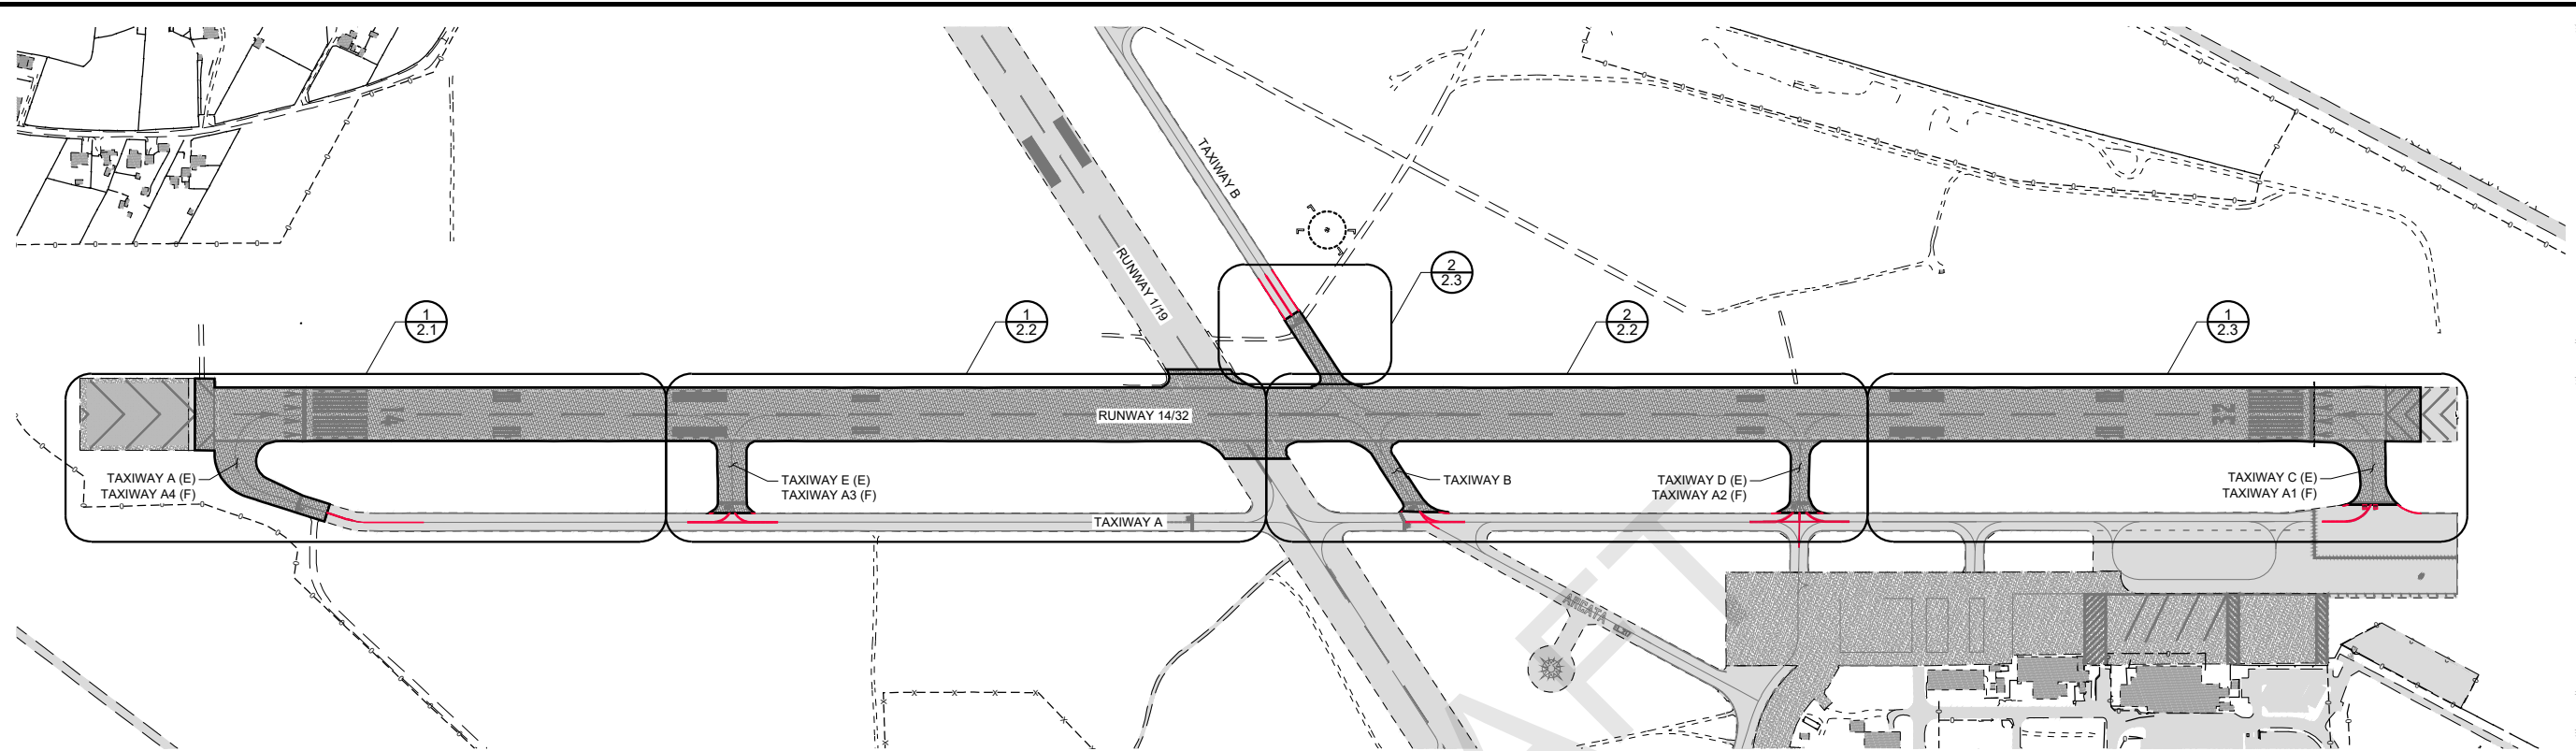 TAXIWAY B
RUNWAY 1/19
2
2.3
1
2.1
1
2.2
2
2.2
1
2.3
14
RUNWAY 14/32
32
TAXIWAY A (E)
TAXIWAY A4 (F)
TAXIWAY E (E)
TAXIWAY A3 (F)
TAXIWAY B
TAXIWAY D (E)
TAXIWAY A2 (F)
TAXIWAY C (E)
TAXIWAY A1 (F)
TAXIWAY A
ARCATA
AFT